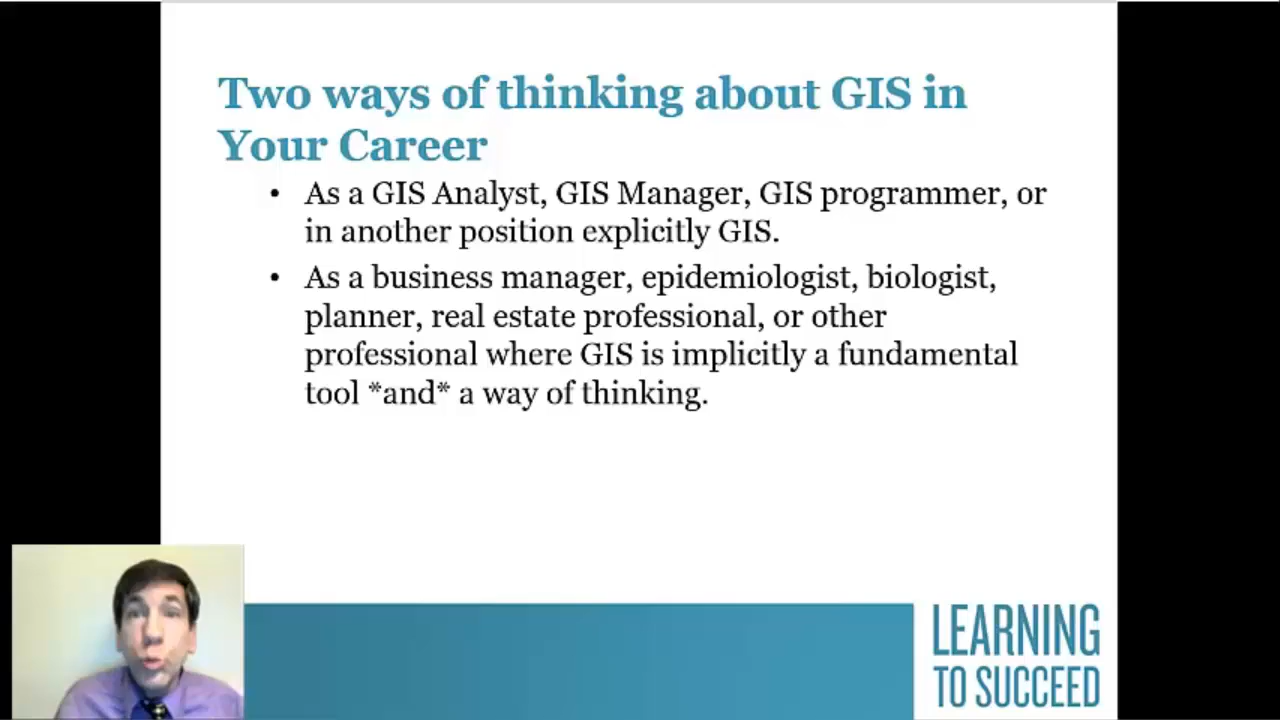 Two ways of thinking about GIS in
Your Career
• As a GIS Analyst, GIS Manager, GIS programmer, or
in another position explicitly GIS.
• As a business manager, epidemiologist, biologist,
planner, real estate professional, or other
professional where GIS is implicitly a fundamental
tool *and* a way of thinking.
LEARNING
TO SUCCEED